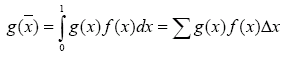 g(x̅) = ∫₀¹ g(x) f(x)dx = ∑ g(x) f(x)Δx